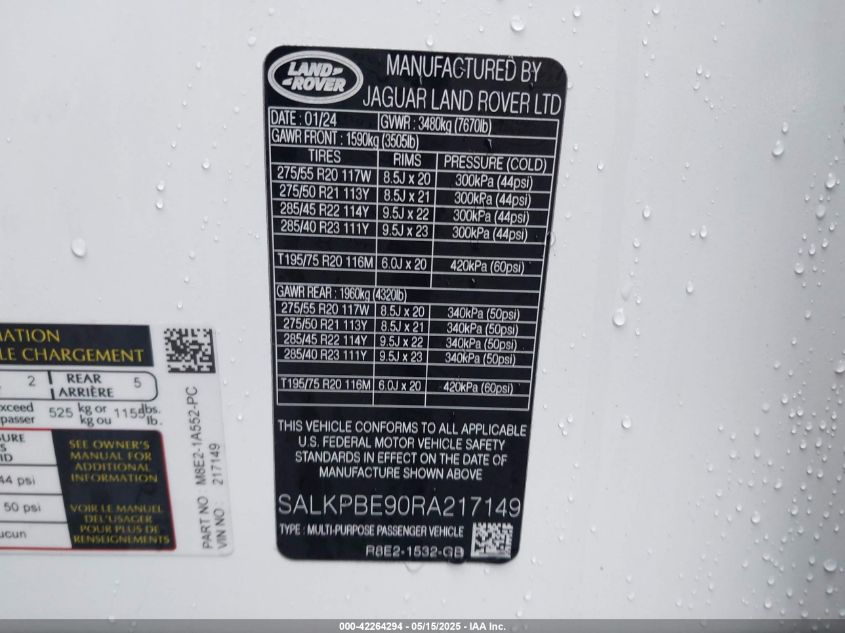 LAND
ROVER
MANUFACTURED BY
JAGUAR LAND ROVER LTD
DATE : 01/24 GVWR : 3480kg (7670lb)
GAWR FRONT : 1590kg (3505lb)
TIRES RIMS PRESSURE (COLD)
275/55 R20 117W 8.5J x 20 300kPa (44psi)
275/50 R21 113Y 8.5J x 21 300kPa (44psi)
285/45 R22 114Y 9.5J x 22 300kPa (44psi)
285/40 R23 111Y 9.5J x 23 300kPa (44psi)
T195/75 R20 116M 6.0J x 20 420kPa (60psi)
GAWR REAR : 1960kg (4320lb)
275/55 R20 117W 8.5J x 20 340kPa (50psi)
275/50 R21 113Y 8.5J x 21 340kPa (50psi)
285/45 R22 114Y 9.5J x 22 340kPa (50psi)
285/40 R23 111Y 9.5J x 23 340kPa (50psi)
T195/75 R20 116M 6.0J x 20 420kPa (60psi)
THIS VEHICLE CONFORMS TO ALL APPLICABLE
U.S. FEDERAL MOTOR VEHICLE SAFETY
STANDARDS IN EFFECT ON THE DATE OF
MANUFACTURE SHOWN ABOVE
SALKPBE90RA217149
TYPE : MULTI-PURPOSE PASSENGER VEHICLE
R8E2-1532-GB
MATION
LE CHARGEMENT
2 REAR 5
ARRIÈRE
exceed 525 kg or 1155 lbs.
passer kg ou lb.
SEE OWNER'S
MANUAL FOR
ADDITIONAL
INFORMATION
44 psi
50 psi
VOIR LE MANUEL
DEL'USAGER
POUR PLUS DE
RENSEIGNEMENTS
PART NO M8E2-1A552-PC
VIN NO : 217149
000-42264294 - 05/15/2025 - IAA Inc.